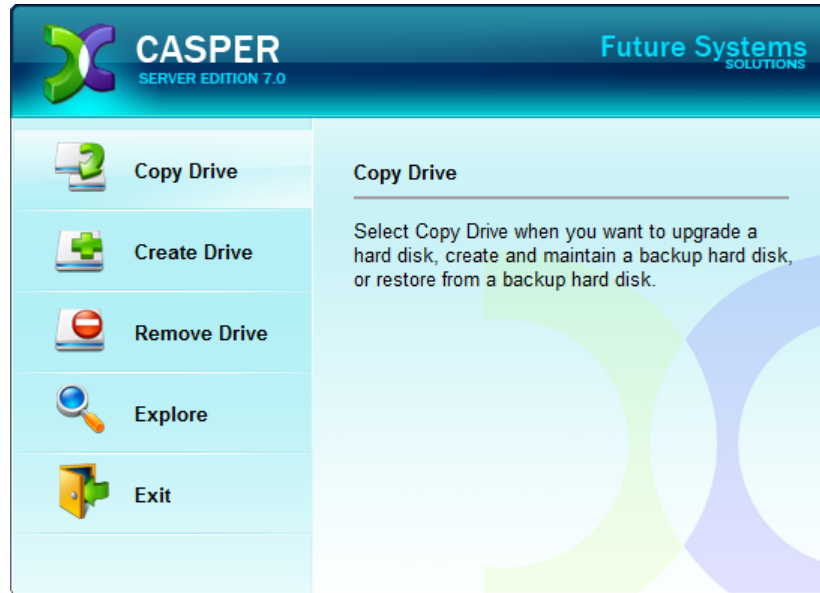 CASPER
SERVER EDITION 7.0
Future Systems
SOLUTIONS
Copy Drive
Create Drive
Remove Drive
Explore
Exit
Copy Drive
Select Copy Drive when you want to upgrade a
hard disk, create and maintain a backup hard disk,
or restore from a backup hard disk.